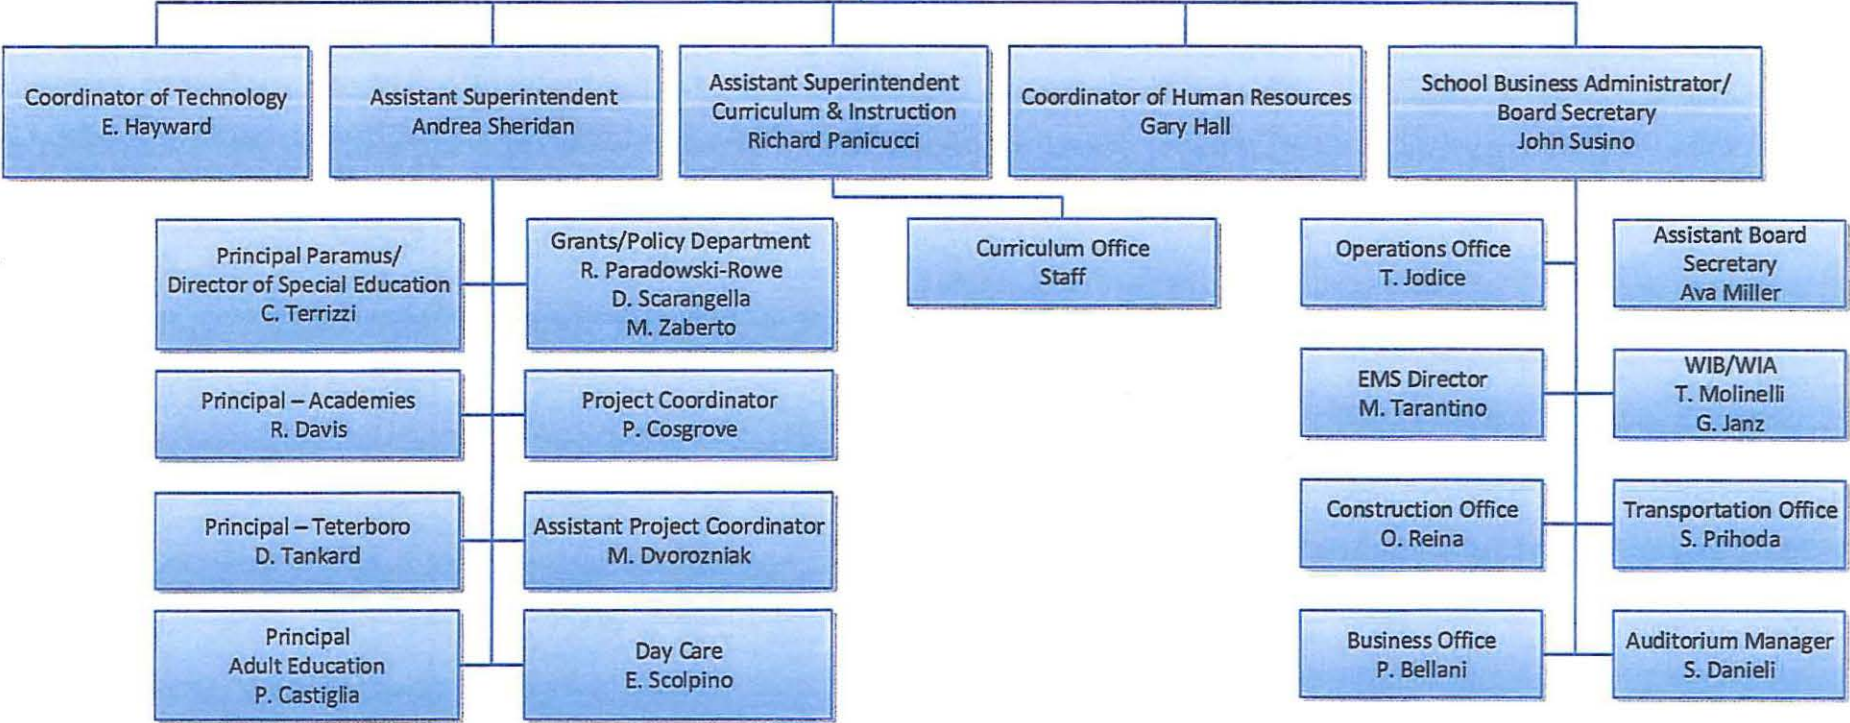 Coordinator of Technology
E. Hayward
Assistant Superintendent
Andrea Sheridan
Assistant Superintendent
Curriculum & Instruction
Richard Panicucci
Coordinator of Human Resources
Gary Hall
School Business Administrator/
Board Secretary
John Susino
Principal Paramus/
Director of Special Education
C. Terrizzi
Grants/Policy Department
R. Paradowski-Rowe
D. Scarangella
M. Zaberto
Curriculum Office
Staff
Operations Office
T. Jodice
Assistant Board
Secretary
Ava Miller
Principal – Academies
R. Davis
Project Coordinator
P. Cosgrove
EMS Director
M. Tarantino
WIB/WIA
T. Molinelli
G. Janz
Principal – Teterboro
D. Tankard
Assistant Project Coordinator
M. Dvorozniak
Construction Office
O. Reina
Transportation Office
S. Prihoda
Principal
Adult Education
P. Castiglia
Day Care
E. Scolpino
Business Office
P. Bellani
Auditorium Manager
S. Danieli